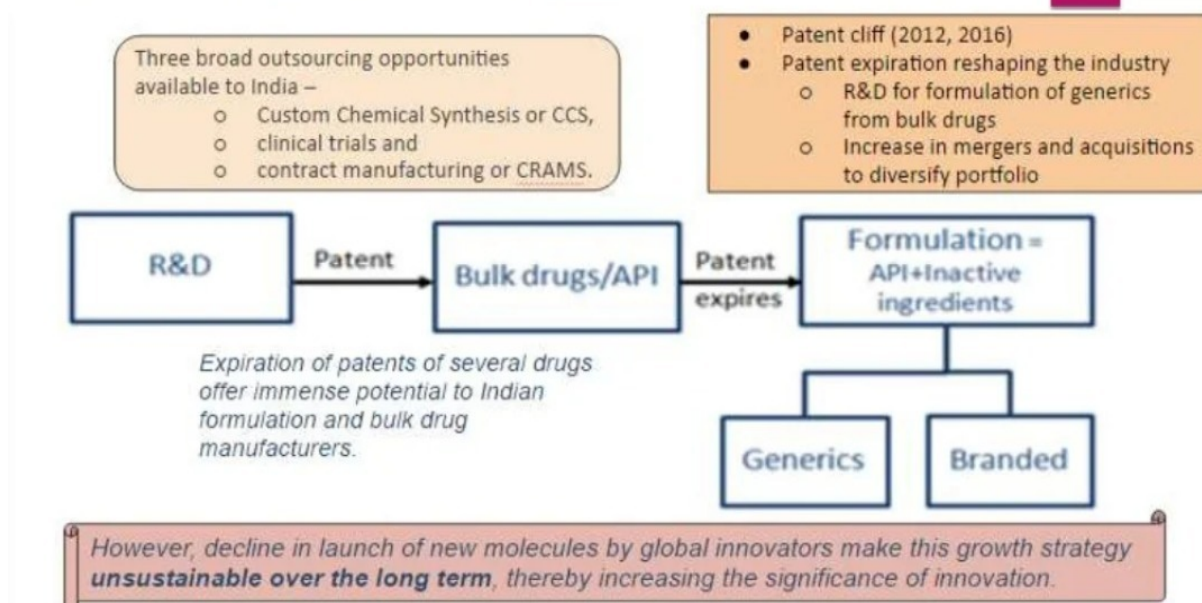 Three broad outsourcing opportunities
available to India –
o Custom Chemical Synthesis or CCS,
o clinical trials and
o contract manufacturing or CRAMS.
● Patent cliff (2012, 2016)
● Patent expiration reshaping the industry
o R&D for formulation of generics
from bulk drugs
o Increase in mergers and acquisitions
to diversify portfolio
R&D
Patent
Bulk drugs/API
Patent
expires
Formulation =
API+Inactive
ingredients
Expiration of patents of several drugs
offer immense potential to Indian
formulation and bulk drug
manufacturers.
Generics
Branded
However, decline in launch of new molecules by global innovators make this growth strategy
unsustainable over the long term, thereby increasing the significance of innovation.